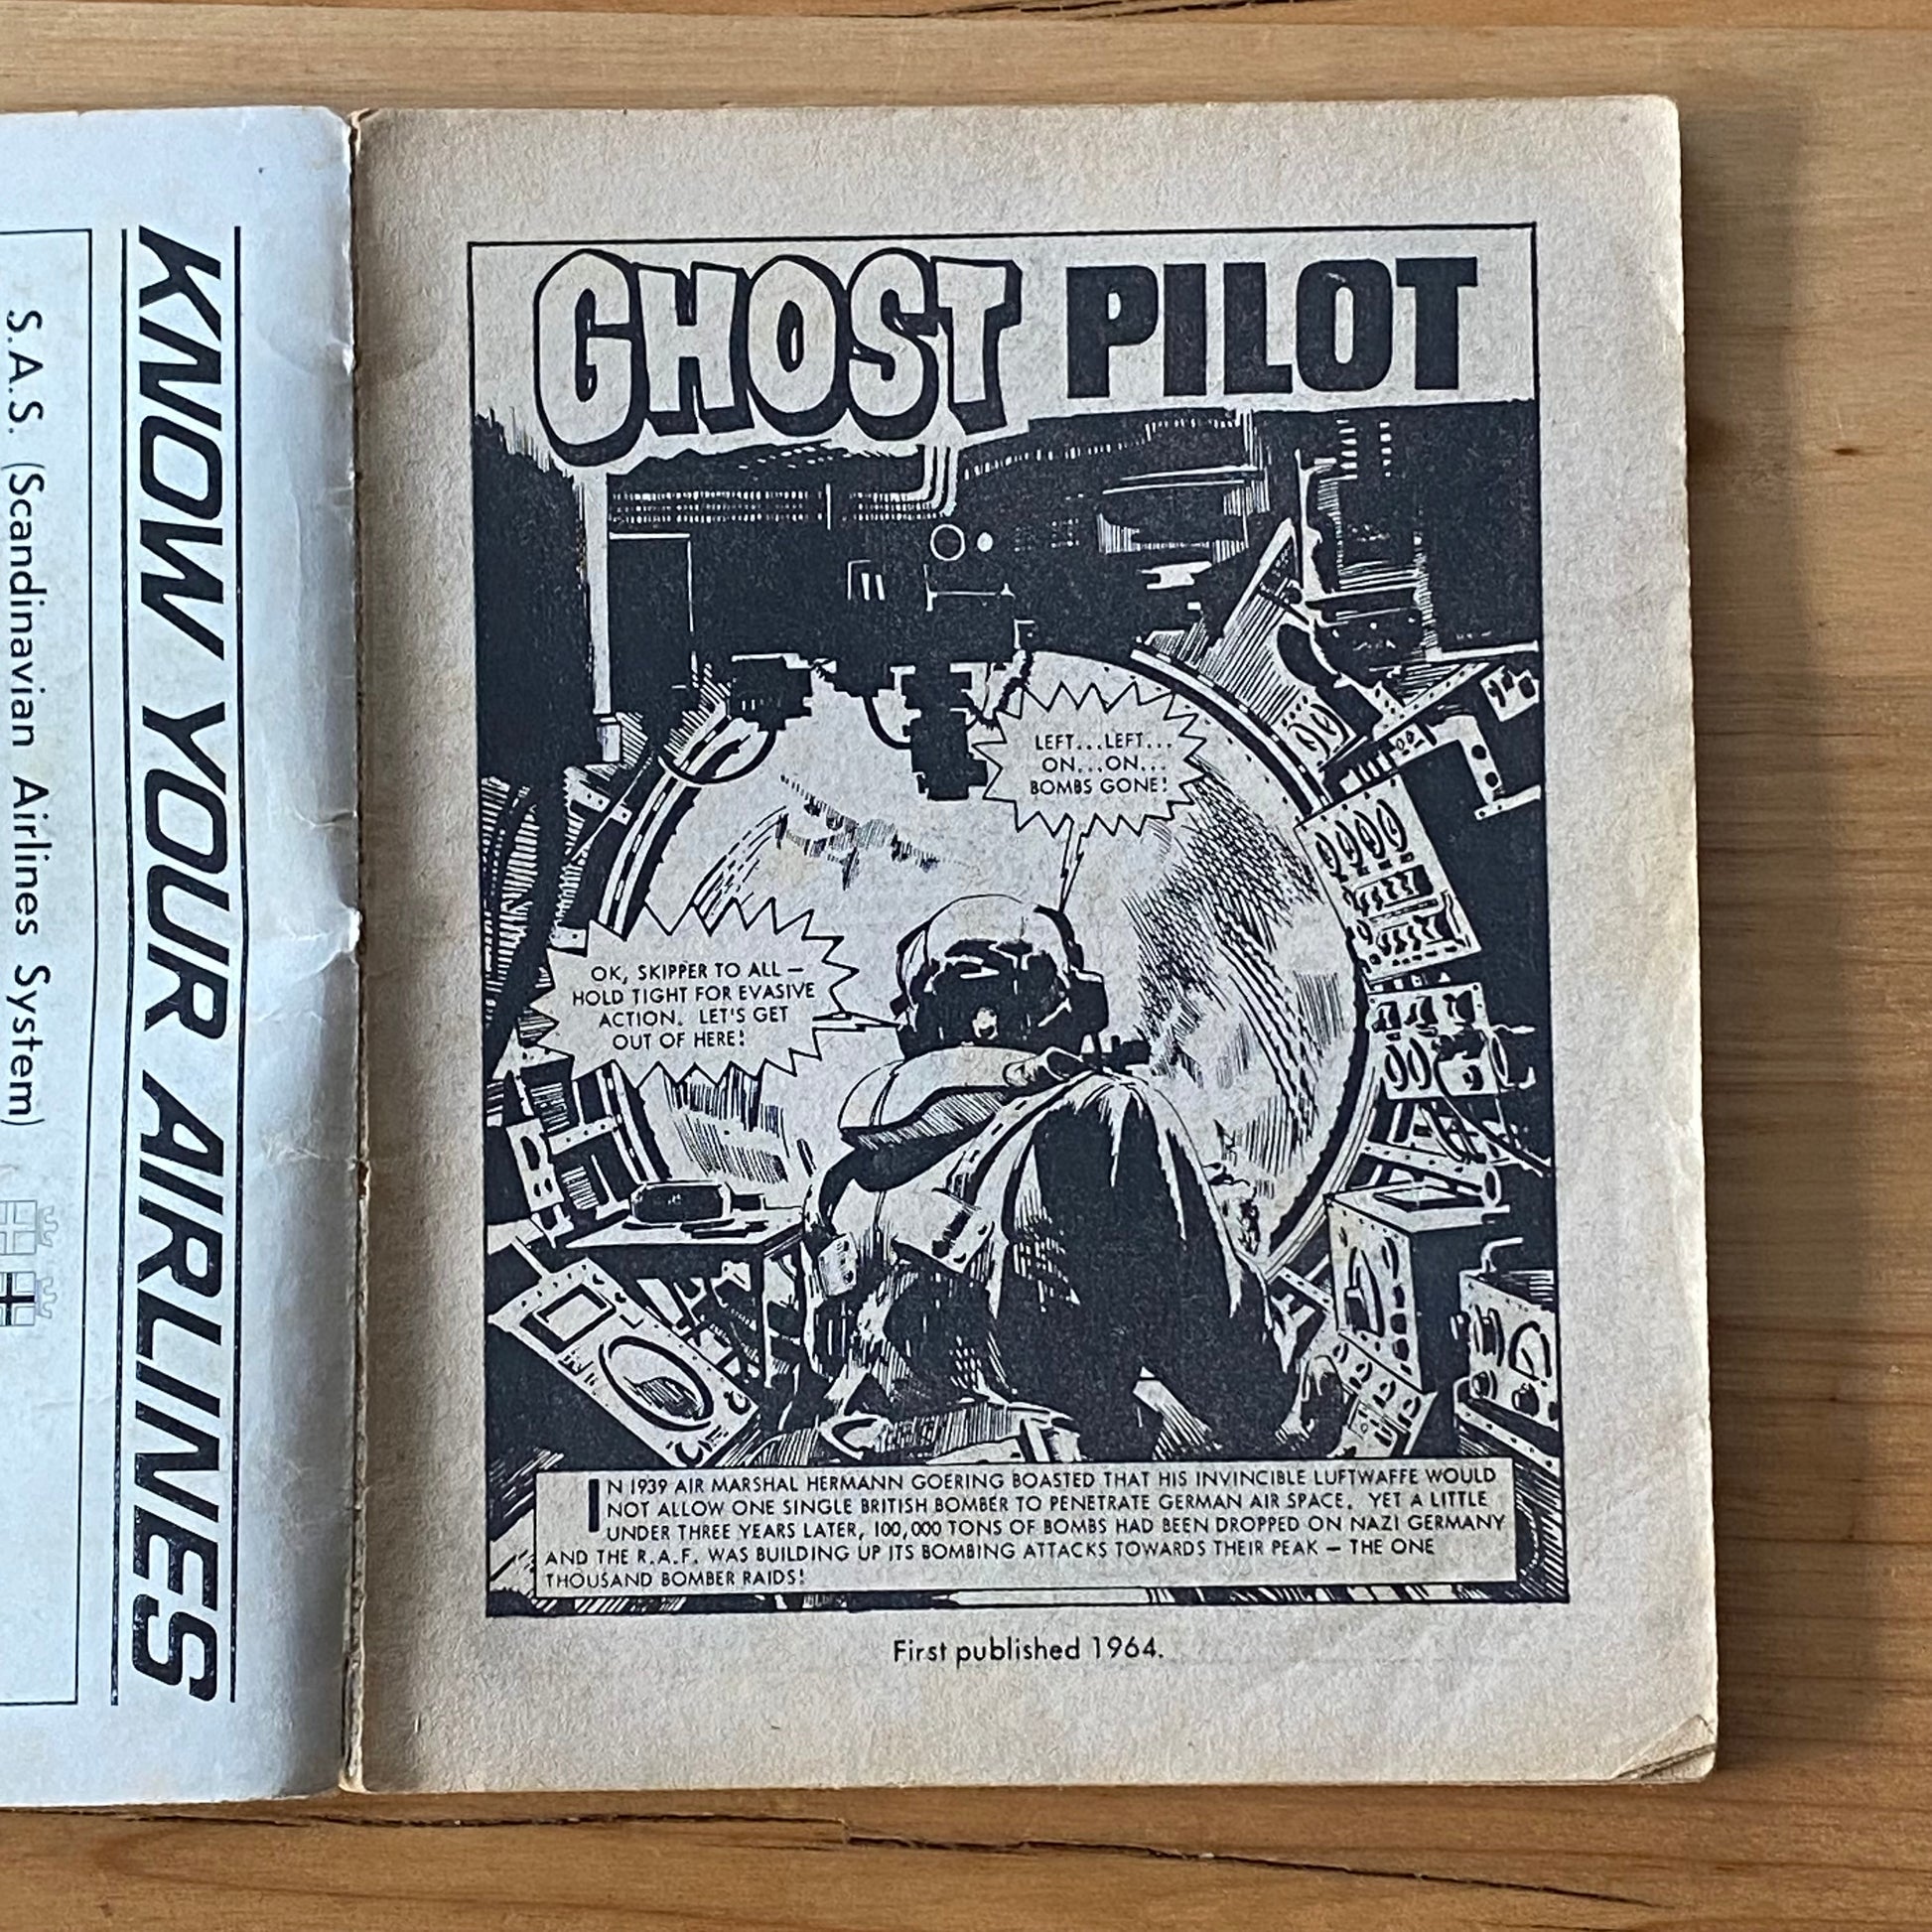 KNOW YOUR AIRLINES
S.A.S. (Scandinavian Airlines System)
GHOST PILOT
LEFT...LEFT...
ON...ON...
BOMBS GONE!
OK, SKIPPER TO ALL —
HOLD TIGHT FOR EVASIVE
ACTION. LET'S GET
OUT OF HERE!
IN 1939 AIR MARSHAL HERMANN GOERING BOASTED THAT HIS INVINCIBLE LUFTWAFFE WOULD
NOT ALLOW ONE SINGLE BRITISH BOMBER TO PENETRATE GERMAN AIR SPACE. YET A LITTLE
UNDER THREE YEARS LATER, 100,000 TONS OF BOMBS HAD BEEN DROPPED ON NAZI GERMANY
AND THE R.A.F. WAS BUILDING UP ITS BOMBING ATTACKS TOWARDS THEIR PEAK — THE ONE
THOUSAND BOMBER RAIDS!
First published 1964.